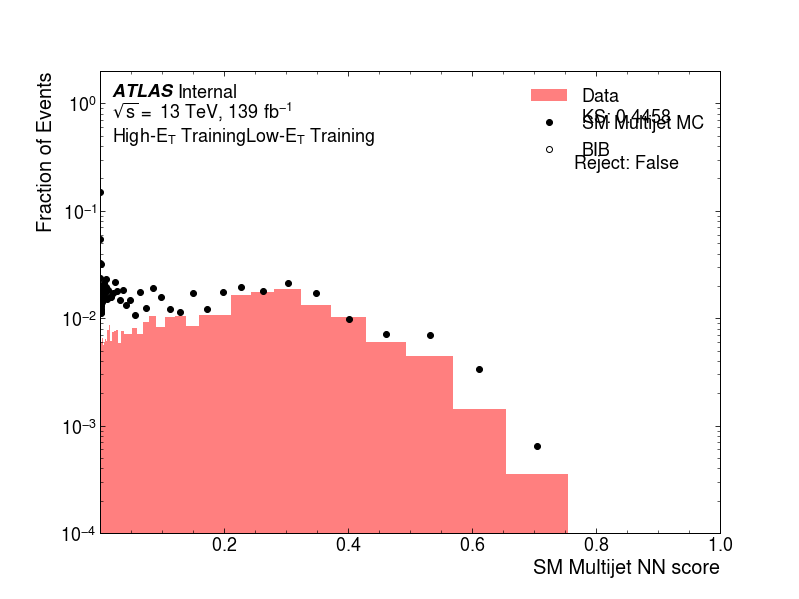 ATLAS Internal
√s = 13 TeV, 139 fb⁻¹
High-E_T TrainingLow-E_T Training
Data
KS: 0.4458
SM Multijet MC
BIB
Reject: False
Fraction of Events
10⁰
10⁻¹
10⁻²
10⁻³
10⁻⁴
0.2 0.4 0.6 0.8 1.0
SM Multijet NN score